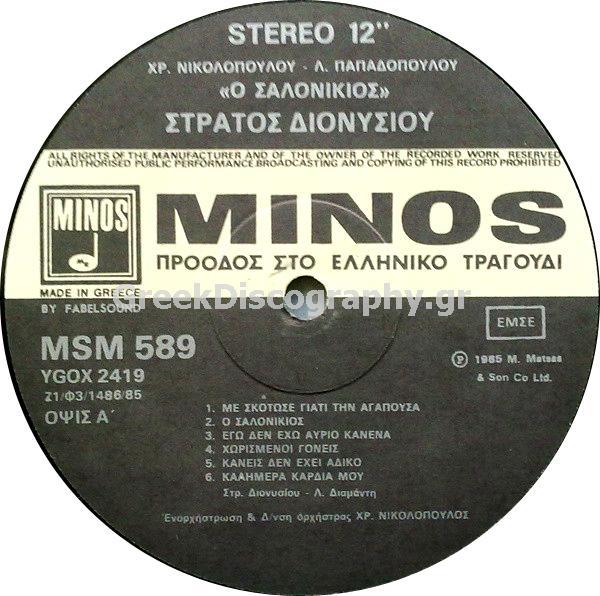 STEREO 12"
ΧΡ. ΝΙΚΟΛΟΠΟΥΛΟΥ - Λ. ΠΑΠΑΔΟΠΟΥΛΟΥ
«Ο ΣΑΛΟΝΙΚΙΟΣ»
ΣΤΡΑΤΟΣ ΔΙΟΝΥΣΙΟΥ
ALL RIGHTS OF THE MANUFACTURER AND OF THE OWNER OF THE RECORDED WORK RESERVED
UNAUTHORISED PUBLIC PERFORMANCE BROADCASTING AND COPYING OF THIS RECORD PROHIBITED
MINOS
MINOS
ΠΡΟΟΔΟΣ ΣΤΟ ΕΛΛΗΝΙΚΟ ΤΡΑΓΟΥΔΙ
MADE IN GREECE
GreekDiscography.gr
BY FABELSOUND
ΕΜΣΕ
MSM 589
YGOX 2419
Ζ1/Φ3/1486/85
ΟΨΙΣ Α΄
℗ 1985 M. Matsas
& Son Co Ltd.
1. ΜΕ ΣΚΟΤΩΣΕ ΓΙΑΤΙ ΤΗΝ ΑΓΑΠΟΥΣΑ
2. Ο ΣΑΛΟΝΙΚΙΟΣ
3. ΕΓΩ ΔΕΝ ΕΧΩ ΑΥΡΙΟ ΚΑΝΕΝΑ
4. ΧΩΡΙΣΜΕΝΟΙ ΓΟΝΕΙΣ
5. ΚΑΝΕΙΣ ΔΕΝ ΕΧΕΙ ΑΔΙΚΟ
6. ΚΑΛΗΜΕΡΑ ΚΑΡΔΙΑ ΜΟΥ
Στρ. Διονυσίου - Λ. Διαμάντη
Ἐνορχήστρωση & Δ/νση ὀρχήστρας ΧΡ. ΝΙΚΟΛΟΠΟΥΛΟΣ